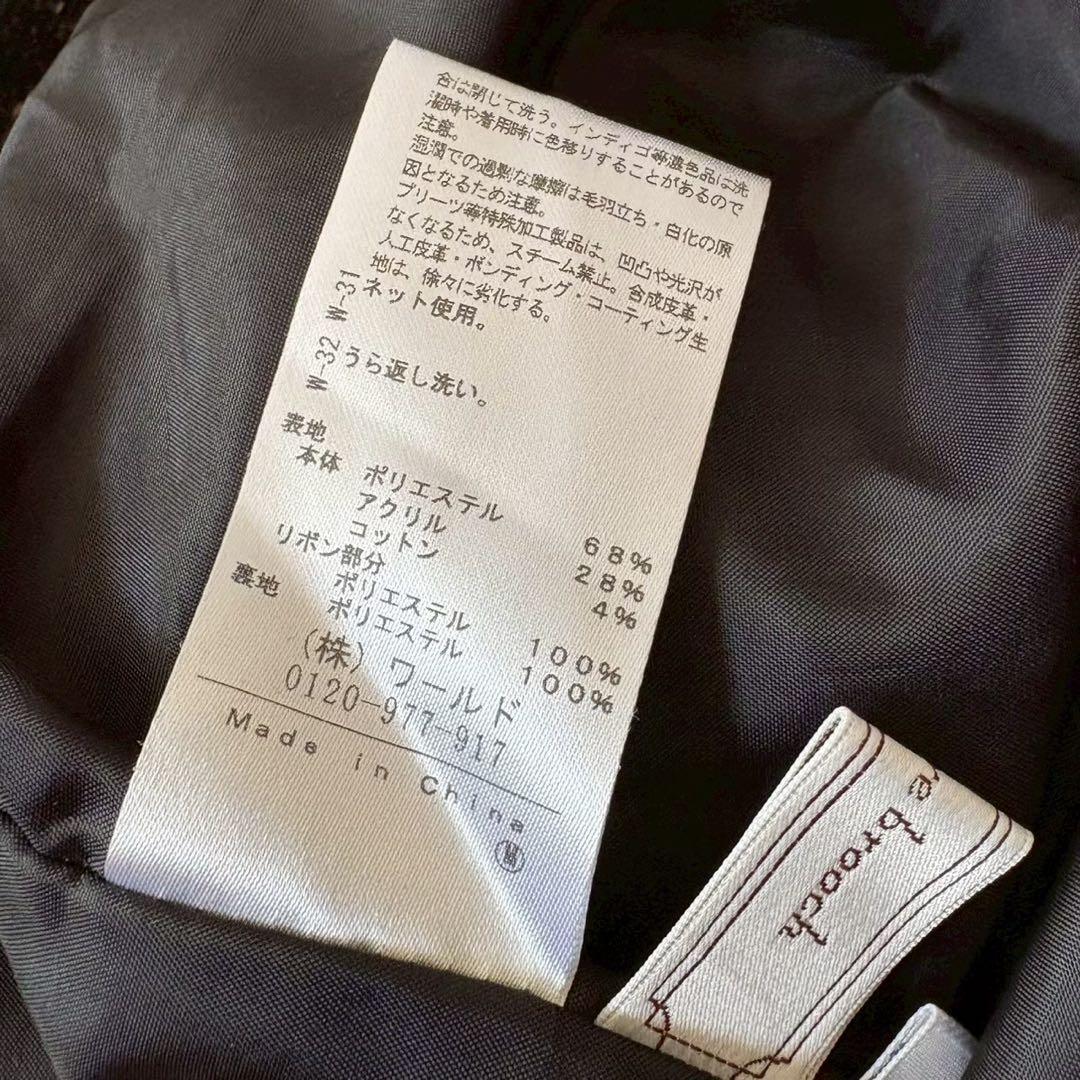 合は閉じて洗う。インディゴ等濃色品は洗
濯時や着用時に色移りすることがあるので
注意。
湿潤での過剰な摩擦は毛羽立ち・白化の原
因となるため注意。
プリーツ等特殊加工製品は、凹凸や光沢が
なくなるため、スチーム禁止。合成皮革・
人工皮革・ボンディング・コーティング生
地は、徐々に劣化する。
W-31 ネット使用。
W-32 うら返し洗い。
表地
本体 ポリエステル 68%
アクリル 28%
コットン 4%
リボン部分
ポリエステル 100%
裏地 ポリエステル 100%
(株)ワールド
0120-977-917
Made in China
brooch